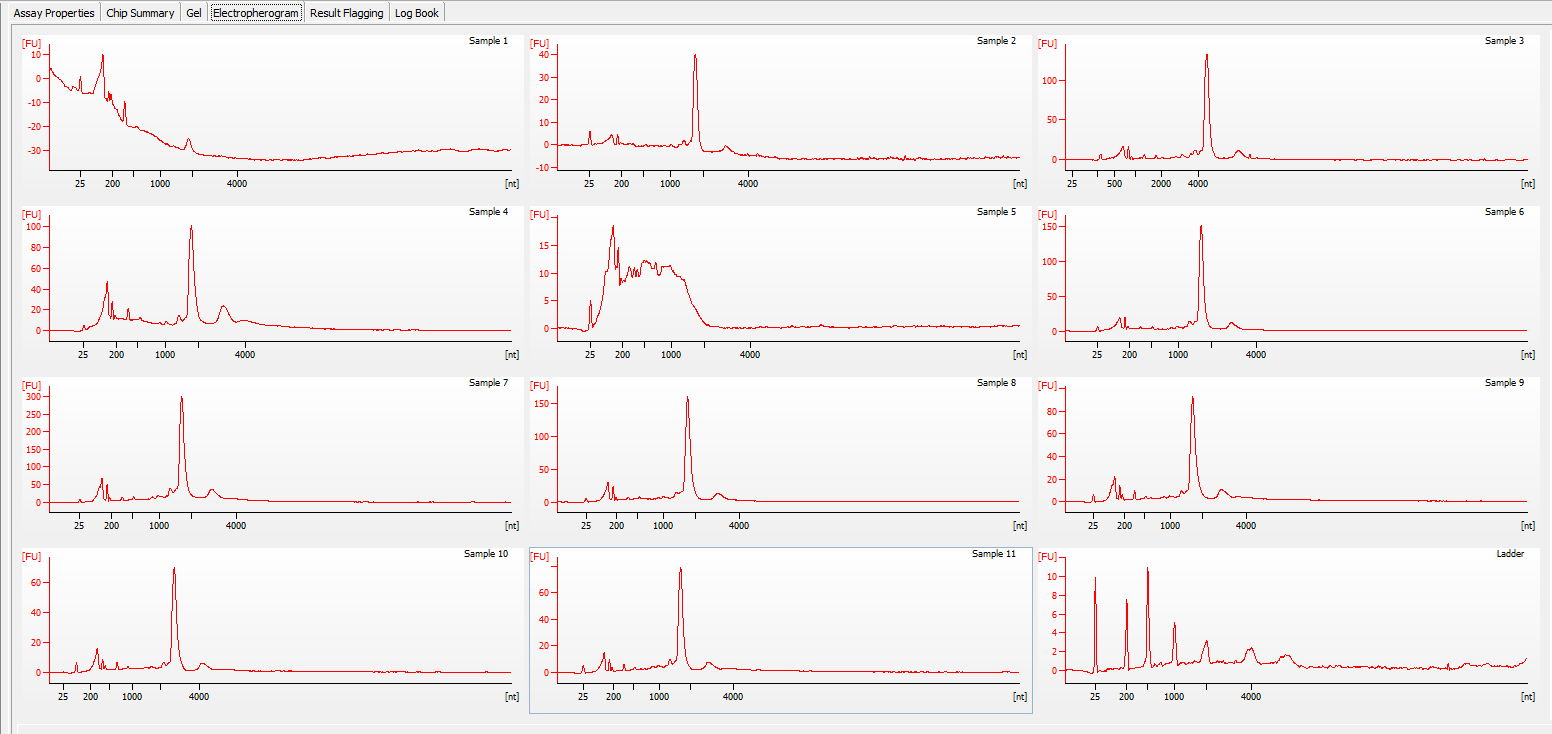 Assay Properties Chip Summary Gel Electropherogram Result Flagging Log Book
[FU] Sample 1
10
0
-10
-20
-30
25 200 1000 4000 [nt]
[FU] Sample 2
40
30
20
10
0
-10
25 200 1000 4000 [nt]
[FU] Sample 3
100
50
0
25 500 2000 4000 [nt]
[FU] Sample 4
100
80
60
40
20
0
25 200 1000 4000 [nt]
[FU] Sample 5
15
10
5
0
25 200 1000 4000 [nt]
[FU] Sample 6
150
100
50
0
25 200 1000 4000 [nt]
[FU] Sample 7
300
250
200
150
100
50
0
25 200 1000 4000 [nt]
[FU] Sample 8
150
100
50
0
25 200 1000 4000 [nt]
[FU] Sample 9
80
60
40
20
0
25 200 1000 4000 [nt]
[FU] Sample 10
60
40
20
0
25 200 1000 4000 [nt]
[FU] Sample 11
60
40
20
0
25 200 1000 4000 [nt]
[FU] Ladder
10
8
6
4
2
0
25 200 1000 4000 [nt]